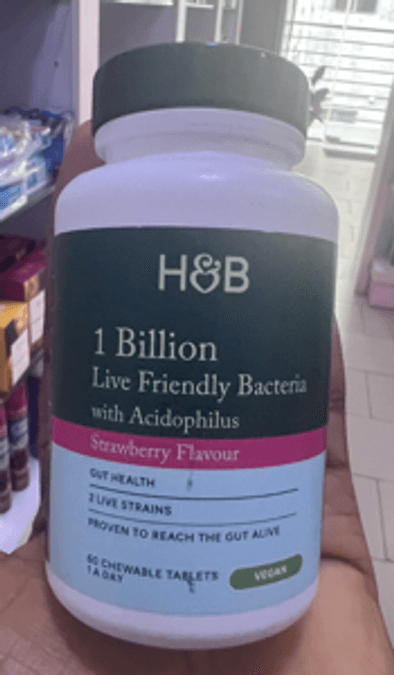 H&B
1 Billion
Live Friendly Bacteria
with Acidophilus
Strawberry Flavour
GUT HEALTH
2 LIVE STRAINS
PROVEN TO REACH THE GUT ALIVE
60 CHEWABLE TABLETS
1 A DAY
VEGAN